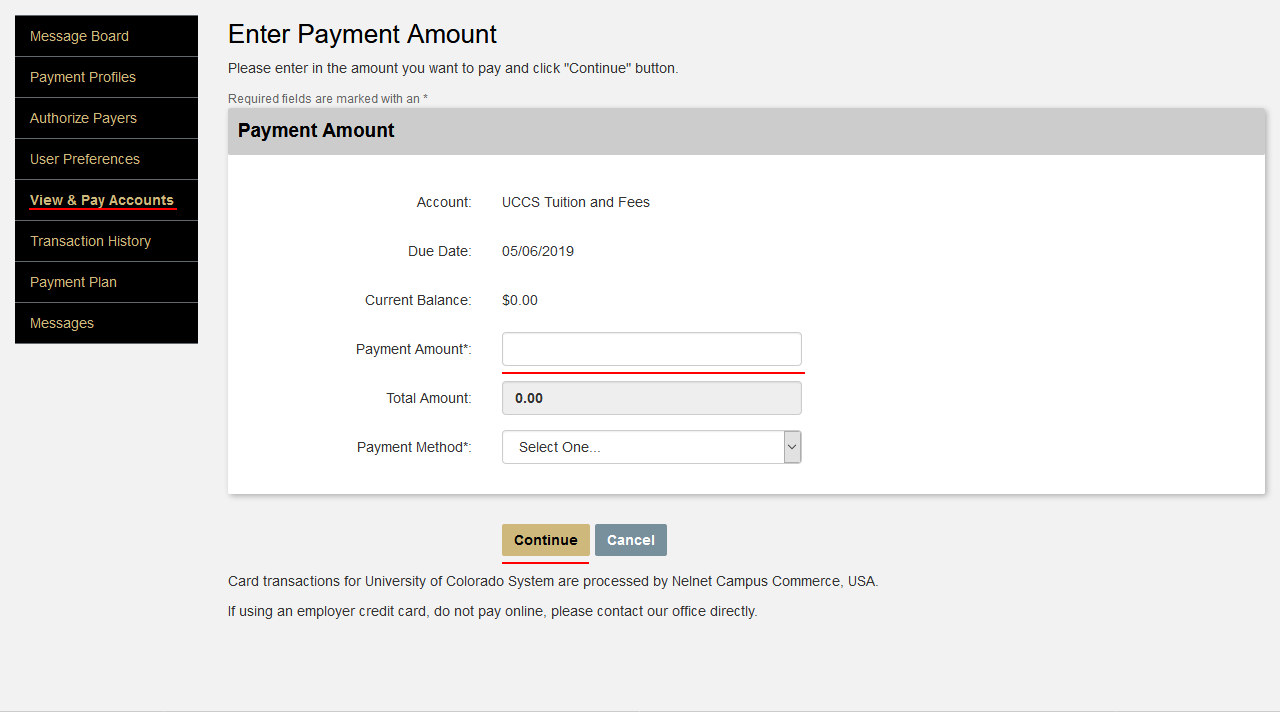 Message Board
Payment Profiles
Authorize Payers
User Preferences
View & Pay Accounts
Transaction History
Payment Plan
Messages
Enter Payment Amount
Please enter in the amount you want to pay and click "Continue" button.
Required fields are marked with an *
Payment Amount
Account: UCCS Tuition and Fees
Due Date: 05/06/2019
Current Balance: $0.00
Payment Amount*:
Total Amount: 0.00
Payment Method*: Select One...
Continue Cancel
Card transactions for University of Colorado System are processed by Nelnet Campus Commerce, USA.
If using an employer credit card, do not pay online, please contact our office directly.